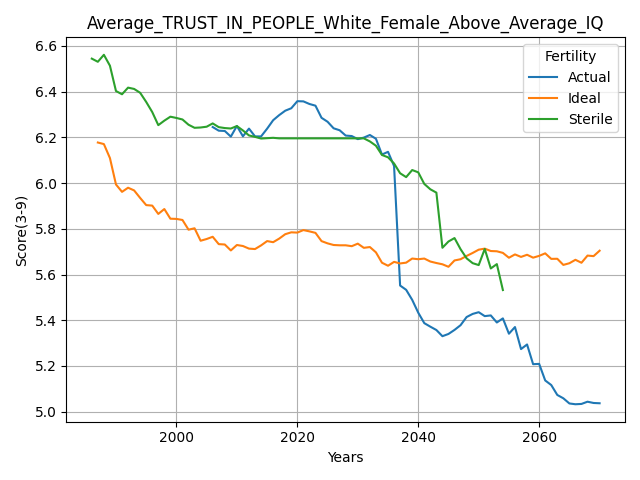 Average_TRUST_IN_PEOPLE_White_Female_Above_Average_IQ
6.6
6.4
6.2
6.0
5.8
5.6
5.4
5.2
5.0
Score(3-9)
Fertility
Actual
Ideal
Sterile
2000
2020
2040
2060
Years